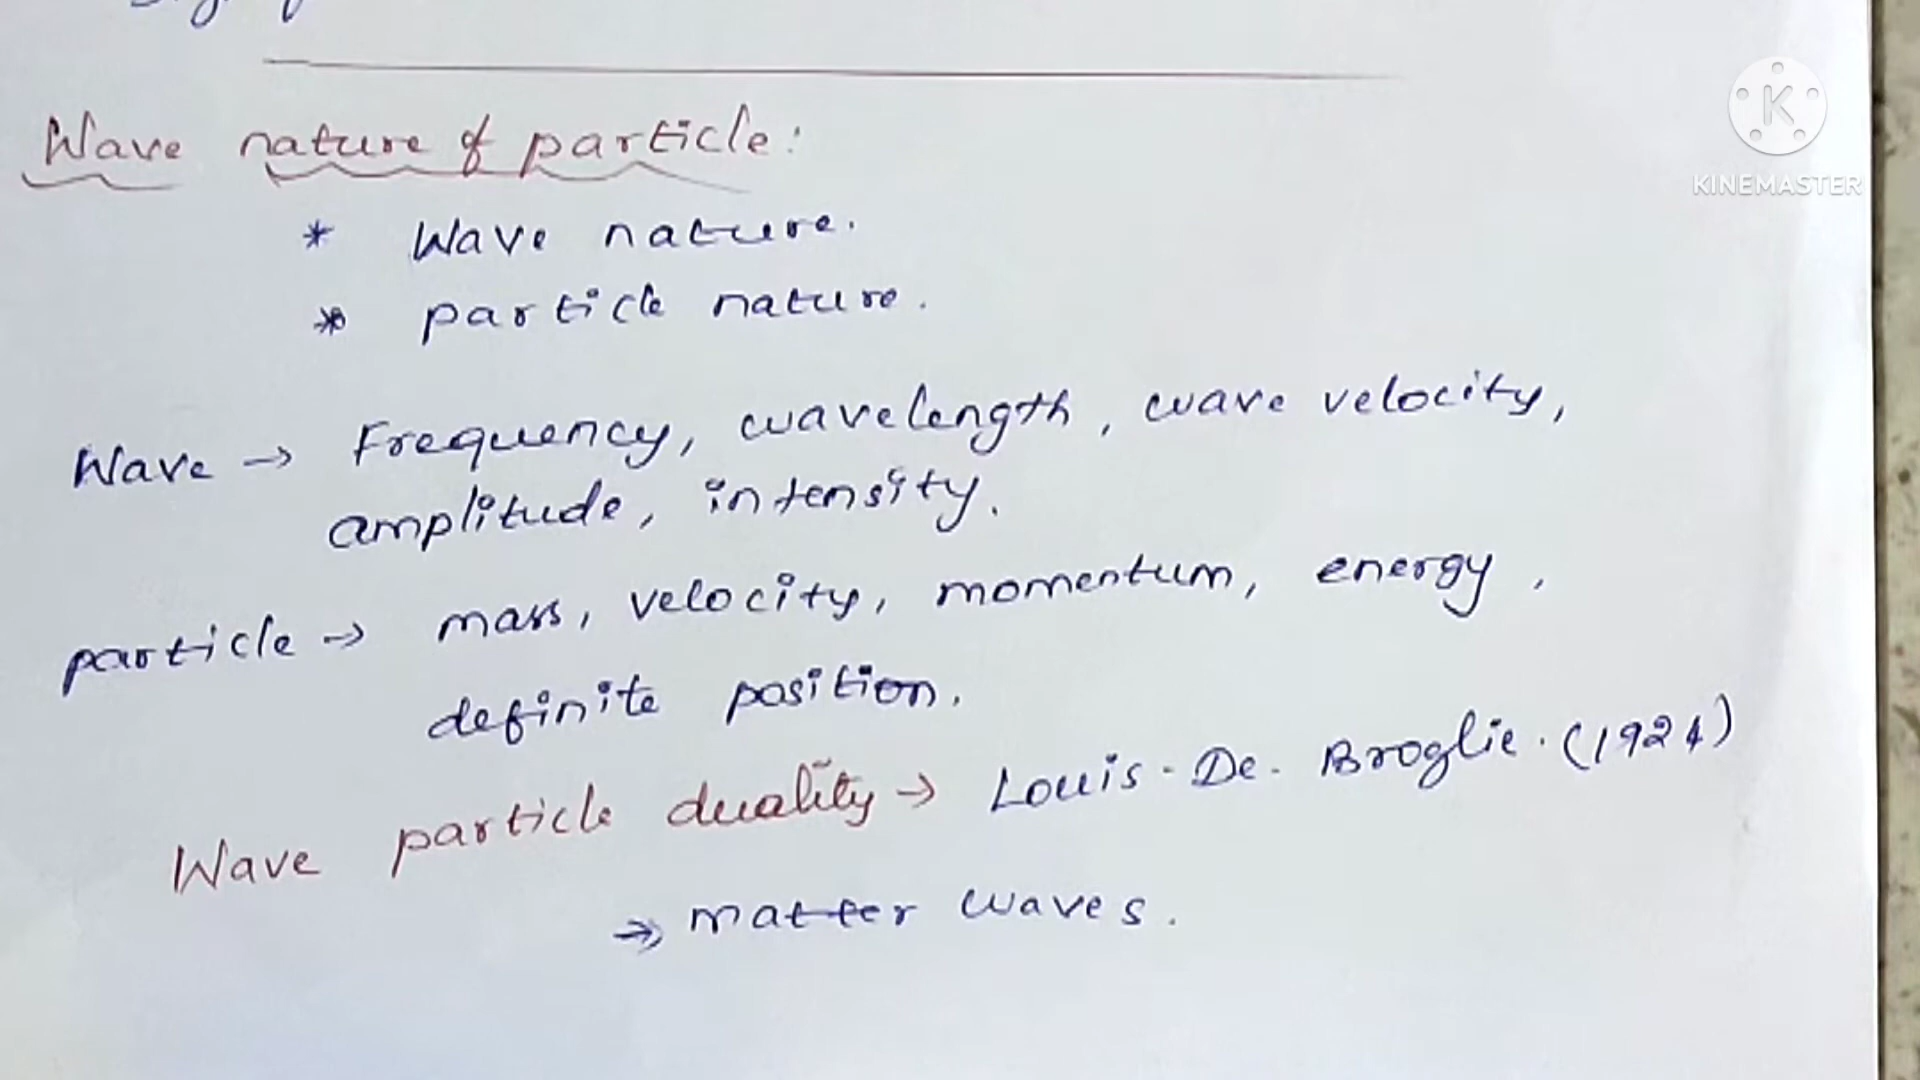 Wave nature of particle:
* Wave nature.
* particle nature.
Wave → Frequency, wavelength, wave velocity,
amplitude, intensity.
particle → mass, velocity, momentum, energy,
definite position.
Wave particle duality → Louis-De-Broglie. (1924)
→ matter waves.
KINEMASTER